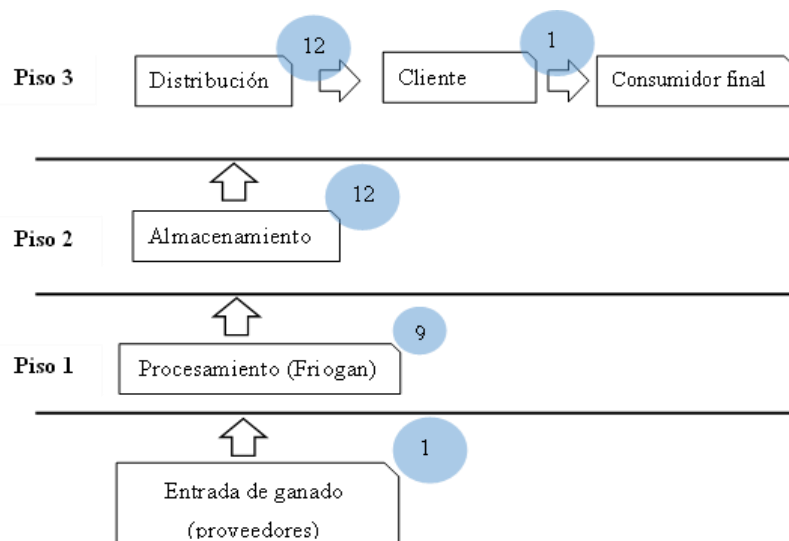 12
1
Piso 3
Distribución
Cliente
Consumidor final
12
Piso 2
Almacenamiento
9
Piso 1
Procesamiento (Friogan)
1
Entrada de ganado
(proveedores)